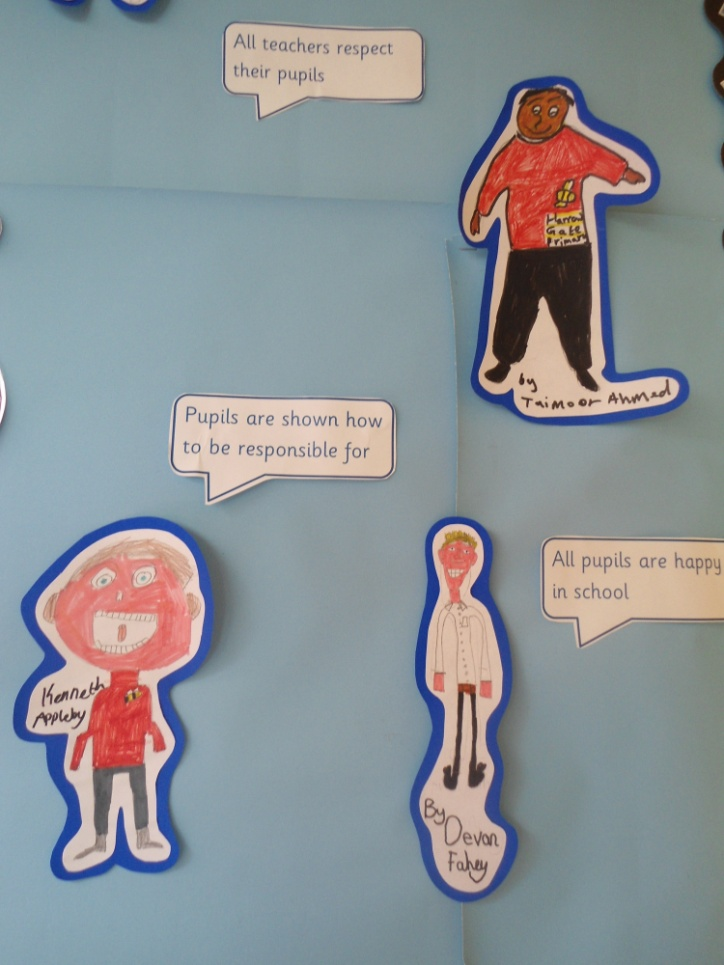 All teachers respect
their pupils
Harrow
Gate
Primary
by
Taimoor Ahmed
Pupils are shown how
to be responsible for
All pupils are happy
in school
Kenneth
Appleby
By
Devon
Fahey